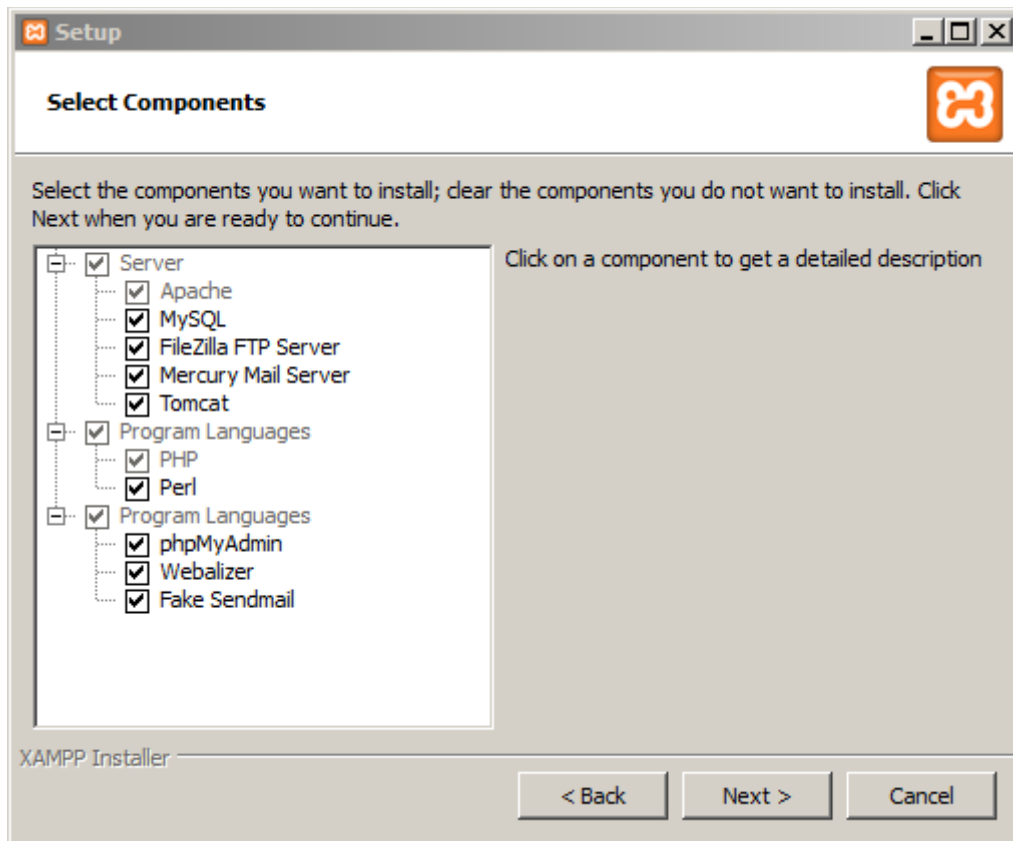 Setup
Select Components
Select the components you want to install; clear the components you do not want to install. Click
Next when you are ready to continue.
Server
Apache
MySQL
FileZilla FTP Server
Mercury Mail Server
Tomcat
Program Languages
PHP
Perl
Program Languages
phpMyAdmin
Webalizer
Fake Sendmail
Click on a component to get a detailed description
XAMPP Installer
< Back
Next >
Cancel